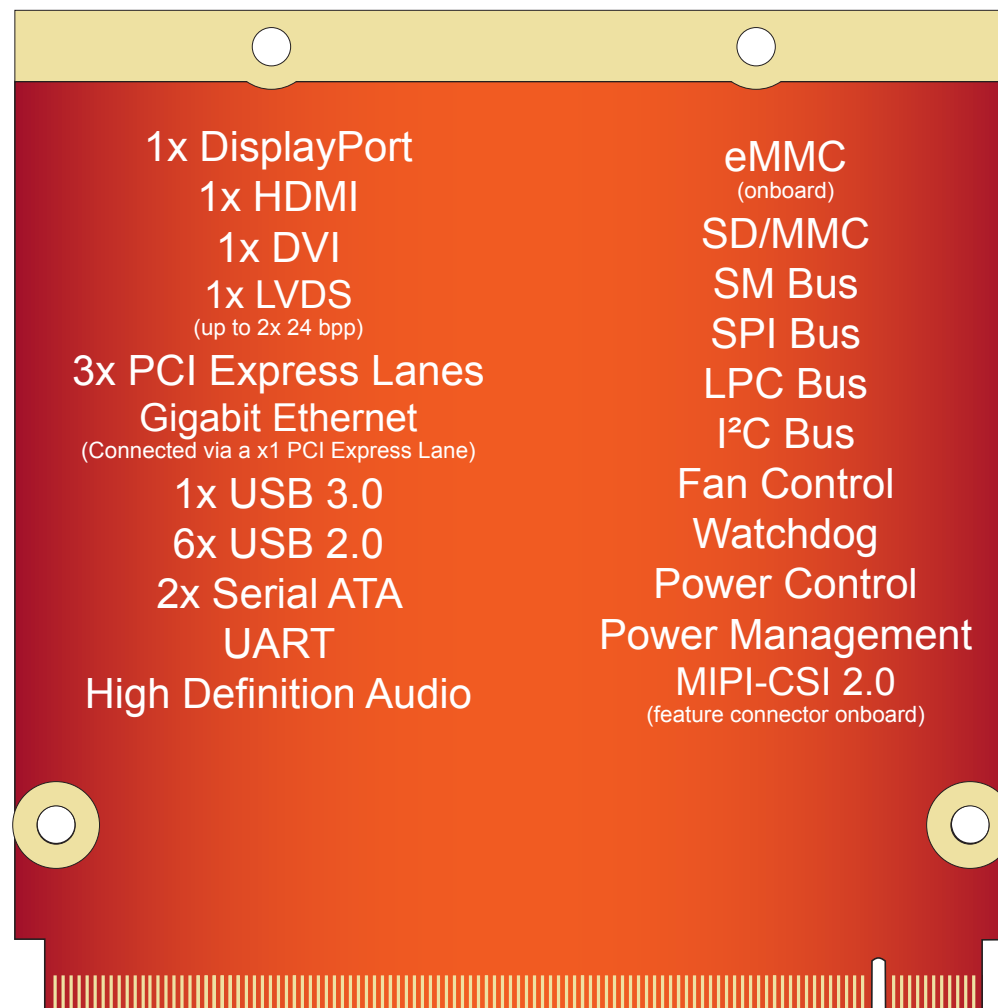 1x DisplayPort
1x HDMI
1x DVI
1x LVDS
(up to 2x 24 bpp)
3x PCI Express Lanes
Gigabit Ethernet
(Connected via a x1 PCI Express Lane)
1x USB 3.0
6x USB 2.0
2x Serial ATA
UART
High Definition Audio
eMMC
(onboard)
SD/MMC
SM Bus
SPI Bus
LPC Bus
I²C Bus
Fan Control
Watchdog
Power Control
Power Management
MIPI-CSI 2.0
(feature connector onboard)